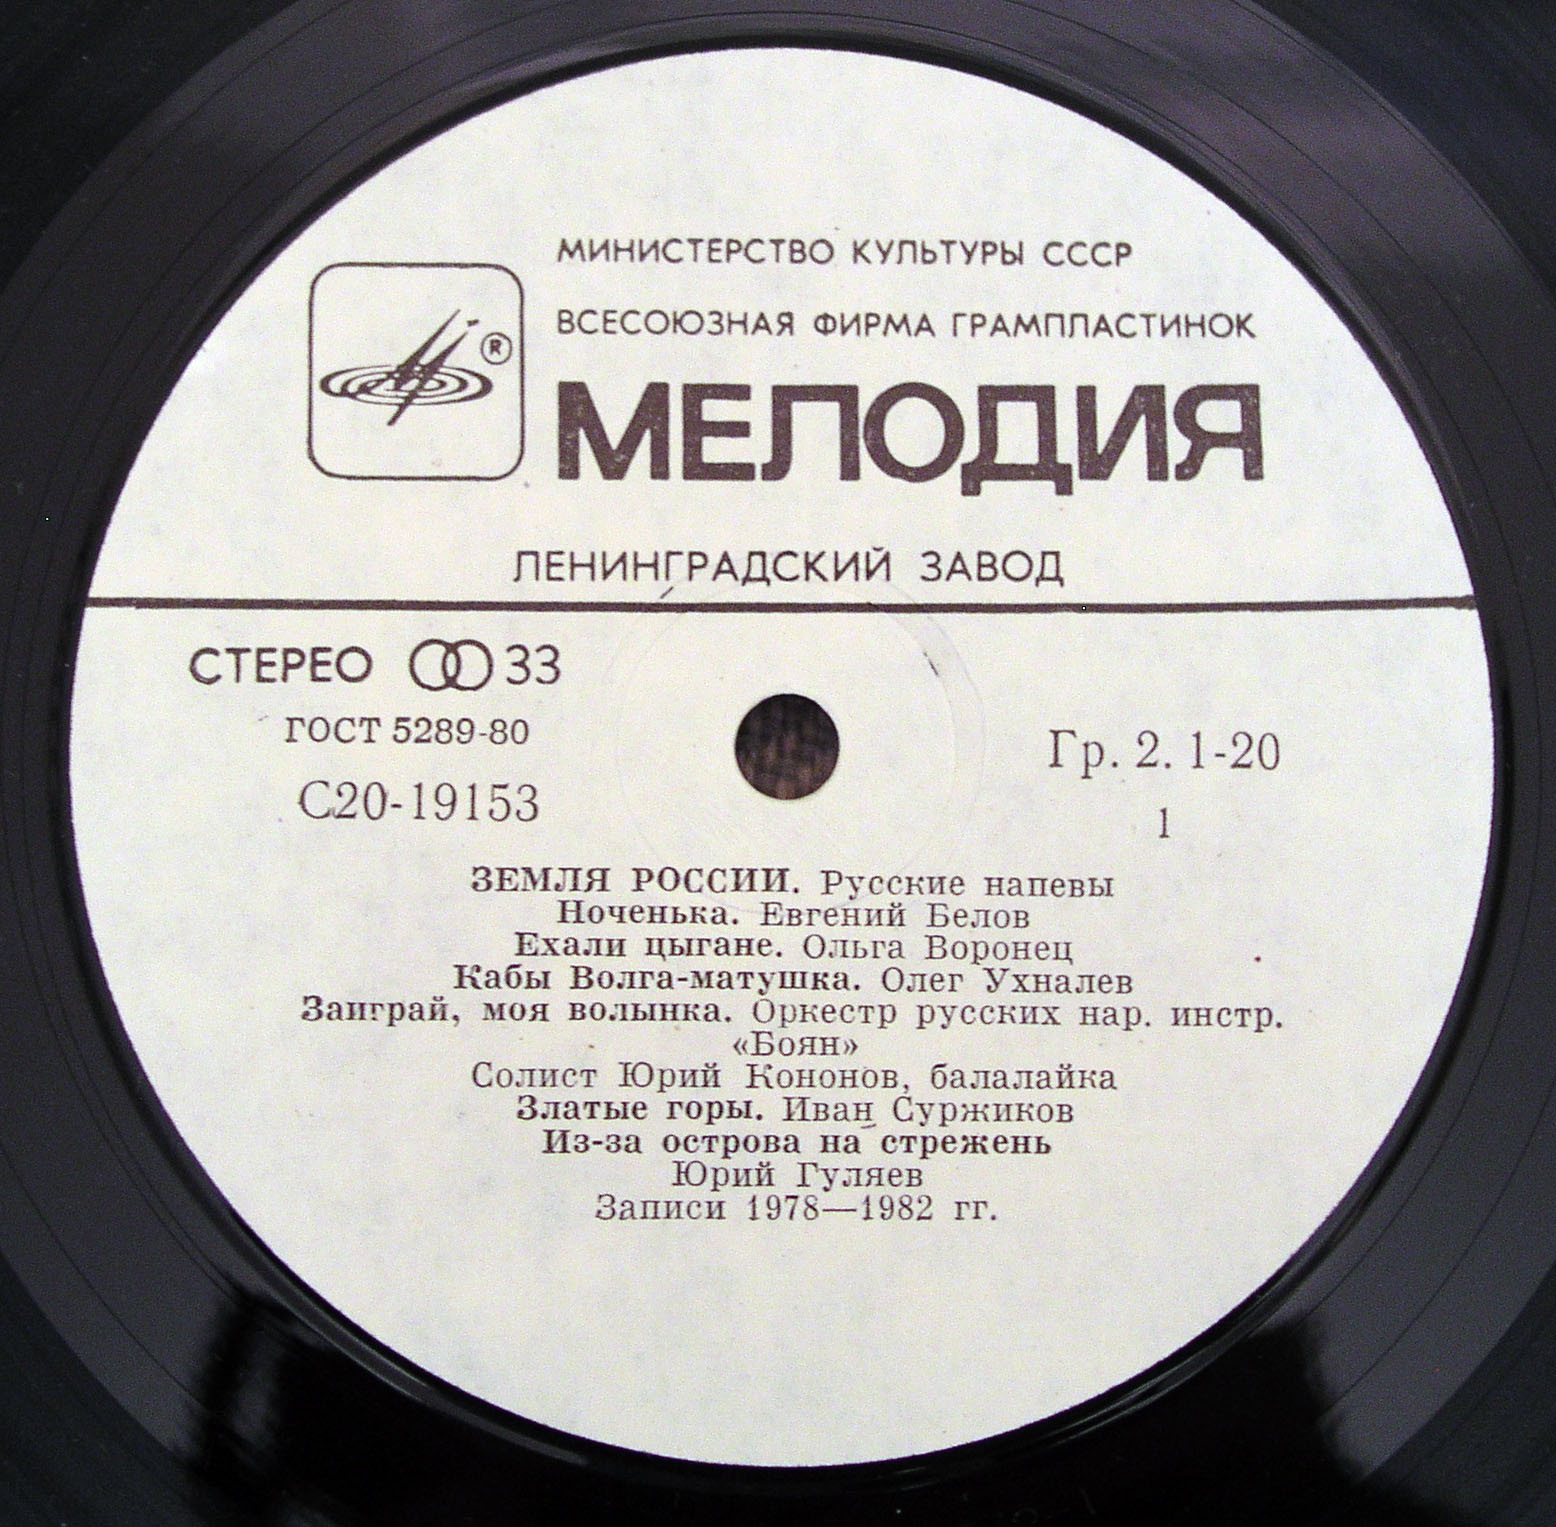 МИНИСТЕРСТВО КУЛЬТУРЫ СССР
ВСЕСОЮЗНАЯ ФИРМА ГРАМПЛАСТИНОК
®
МЕЛОДИЯ
ЛЕНИНГРАДСКИЙ ЗАВОД
СТЕРЕО 33
ГОСТ 5289-80
С20-19153
Гр. 2. 1-20
1
ЗЕМЛЯ РОССИИ. Русские напевы
Ноченька. Евгений Белов
Ехали цыгане. Ольга Воронец
Кабы Волга-матушка. Олег Ухналев
Заиграй, моя волынка. Оркестр русских нар. инстр.
«Боян»
Солист Юрий Кононов, балалайка
Златые горы. Иван Суржиков
Из-за острова на стрежень
Юрий Гуляев
Записи 1978—1982 гг.